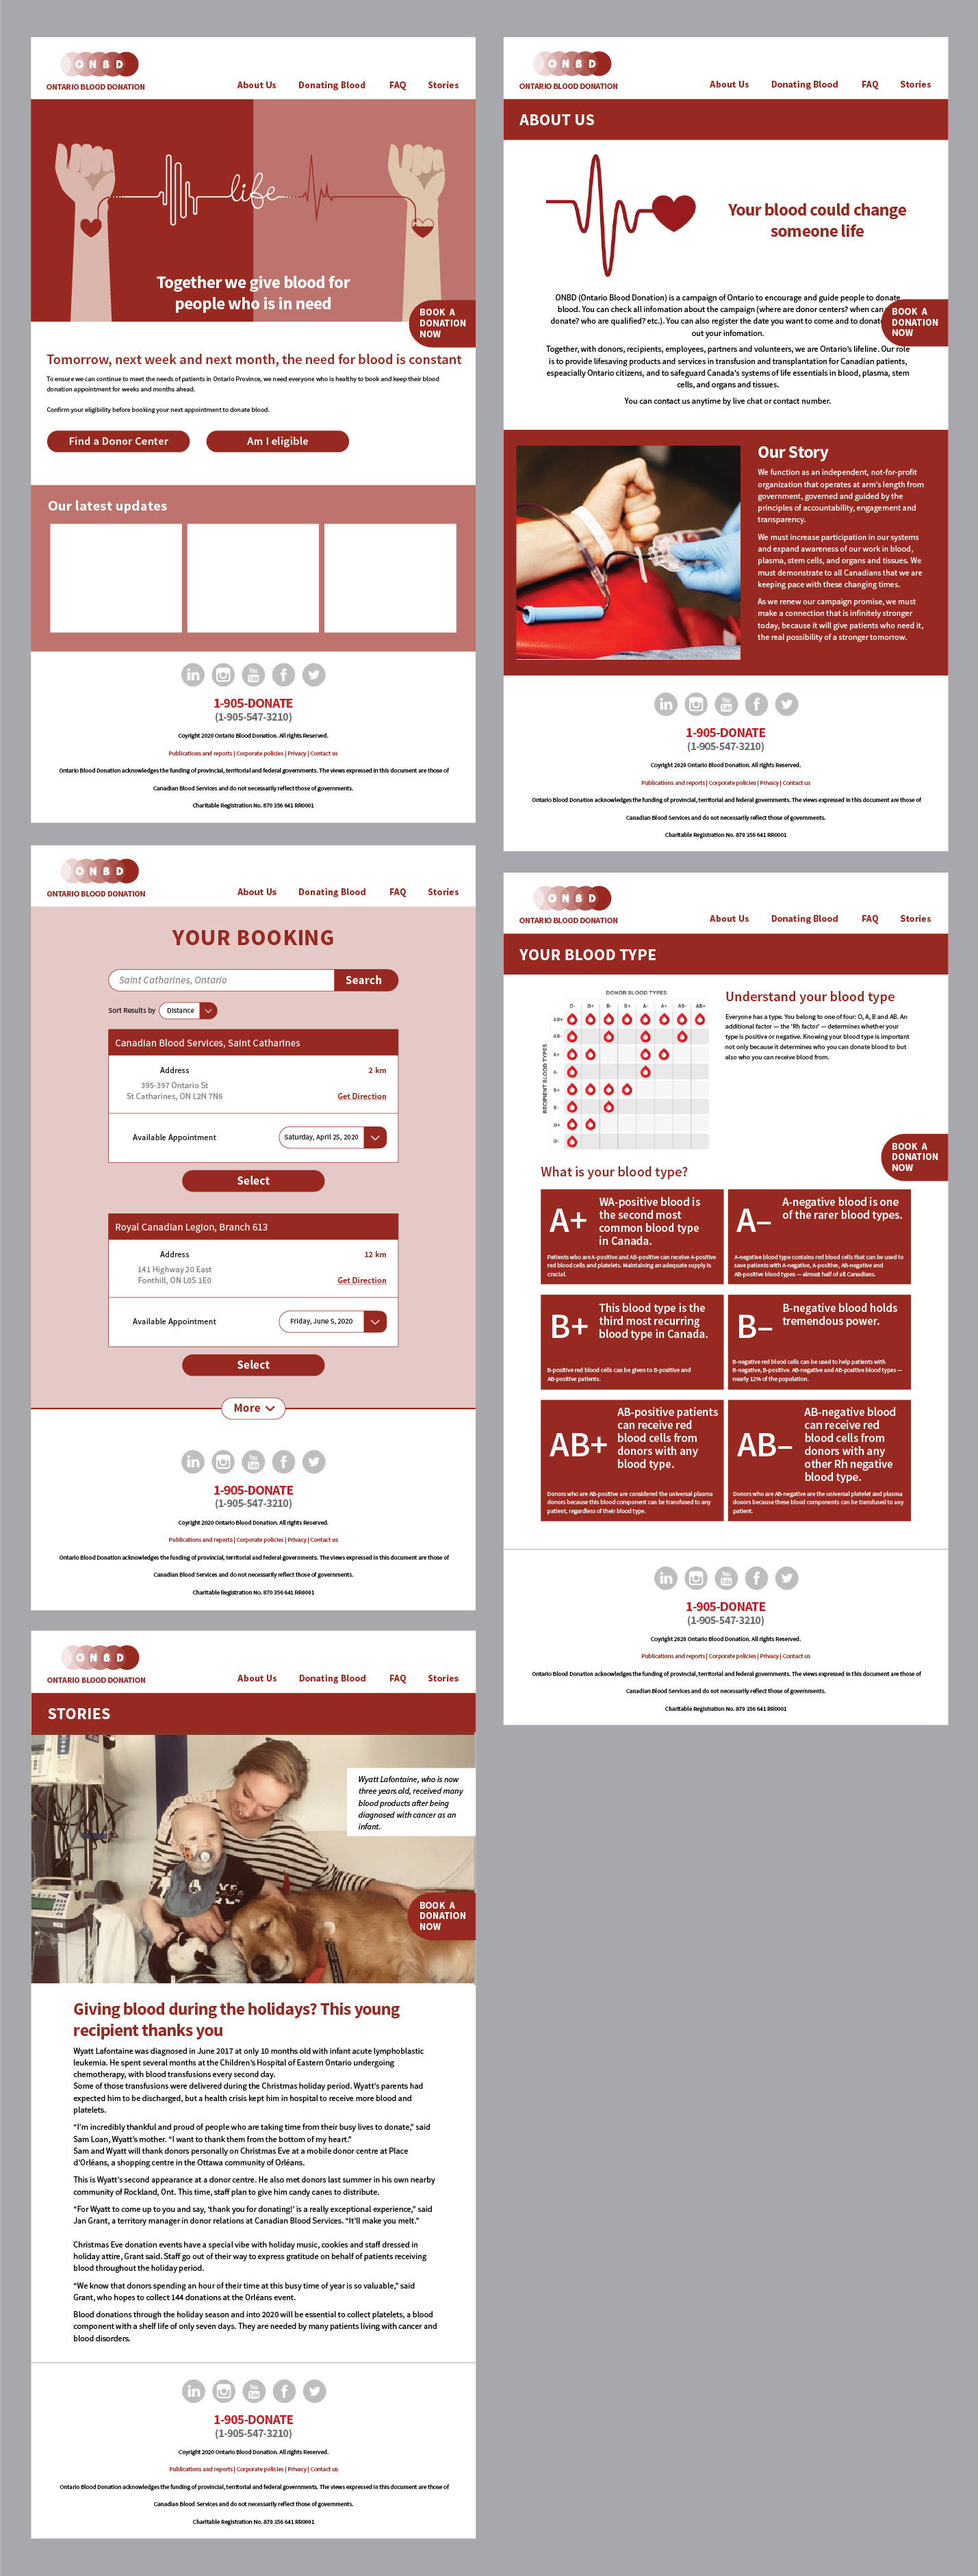 O N B D
ONTARIO BLOOD DONATION
About Us
Donating Blood
FAQ
Stories
life
Together we give blood for
people who is in need
BOOK A
DONATION
NOW
Tomorrow, next week and next month, the need for blood is constant
To ensure we can continue to meet the needs of patients in Ontario Province, we need everyone who is healthy to book and keep their blood
donation appointment for weeks and months ahead.
Confirm your eligibility before booking your next appointment to donate blood.
Find a Donor Center
Am I eligible
Our latest updates
in
You
Tube
f
1-905-DONATE
(1-905-547-3210)
Coyright 2020 Ontario Blood Donation. All rights Reserved.
Publications and reports | Corporate policies | Privacy | Contact us
Ontario Blood Donation acknowledges the funding of provincial, territorial and federal governments. The views expressed in this document are those of
Canadian Blood Services and do not necessarily reflect those of governments.
Charitable Registration No. 870 356 641 RR0001
O N B D
ONTARIO BLOOD DONATION
About Us
Donating Blood
FAQ
Stories
ABOUT US
Your blood could change
someone life
ONBD (Ontario Blood Donation) is a campaign of Ontario to encourage and guide people to donate
blood. You can check all infomation about the campaign (where are donor centers? when can
donate? who are qualified? etc.). You can also register the date you want to come and to donate
out your infomation.
Together, with donors, recipients, employees, partners and volunteers, we are Ontario's lifeline. Our role
is to provide lifesaving products and services in transfusion and transplantation for Canadian patients,
espeacially Ontario citizens, and to safeguard Canada's systems of life essentials in blood, plasma, stem
cells, and organs and tissues.
You can contact us anytime by live chat or contact number.
BOOK A
DONATION
NOW
Our Story
We function as an independent, not-for-profit
organization that operates at arm's length from
government, governed and guided by the
principles of accountability, engagement and
transparency.
We must increase participation in our systems
and expand awareness of our work in blood,
plasma, stem cells, and organs and tissues. We
must demonstrate to all Canadians that we are
keeping pace with these changing times.
As we renew our campaign promise, we must
make a connection that is infinitely stronger
today, because it will give patients who need it,
the real possibility of a stronger tomorrow.
in
You
Tube
f
1-905-DONATE
(1-905-547-3210)
Coyright 2020 Ontario Blood Donation. All rights Reserved.
Publications and reports | Corporate policies | Privacy | Contact us
Ontario Blood Donation acknowledges the funding of provincial, territorial and federal governments. The views expressed in this document are those of
Canadian Blood Services and do not necessarily reflect those of governments.
Charitable Registration No. 870 356 641 RR0001
O N B D
ONTARIO BLOOD DONATION
About Us
Donating Blood
FAQ
Stories
YOUR BOOKING
Saint Catharines, Ontario
Search
Sort Results by
Distance
Canadian Blood Services, Saint Catharines
Address
2 km
395-397 Ontario St
St Catharines, ON L2N 7N6
Get Direction
Available Appointment
Saturday, April 25, 2020
Select
Royal Canadian Legion, Branch 613
Address
12 km
141 Highway 20 East
Fonthill, ON L0S 1E0
Get Direction
Available Appointment
Friday, June 5, 2020
Select
More
in
You
Tube
f
1-905-DONATE
(1-905-547-3210)
Coyright 2020 Ontario Blood Donation. All rights Reserved.
Publications and reports | Corporate policies | Privacy | Contact us
Ontario Blood Donation acknowledges the funding of provincial, territorial and federal governments. The views expressed in this document are those of
Canadian Blood Services and do not necessarily reflect those of governments.
Charitable Registration No. 870 356 641 RR0001
O N B D
ONTARIO BLOOD DONATION
About Us
Donating Blood
FAQ
Stories
YOUR BLOOD TYPE
DONOR BLOOD TYPES
O- O+ B- B+ A- A+ AB- AB+
RECIPIENT BLOOD TYPES
AB+
AB-
A+
A-
B+
B-
O+
O-
Understand your blood type
Everyone has a type. You belong to one of four: O, A, B and AB. An
additional factor — the 'Rh factor' — determines whether your
type is positive or negative. Knowing your blood type is important
not only because it determines who you can donate blood to but
also who you can receive blood from.
BOOK A
DONATION
NOW
What is your blood type?
A+
WA-positive blood is
the second most
common blood type
in Canada.
Patients who are A-positive and AB-positive can receive A-positive
red blood cells and platelets. Maintaining an adequate supply is
crucial.
A–
A-negative blood is one
of the rarer blood types.
A-negative blood type contains red blood cells that can be used to
save patients with A-negative, A-positive, AB-negative and
AB-positive blood types — almost half of all Canadians.
B+
This blood type is the
third most recurring
blood type in Canada.
B-positive red blood cells can be given to B-positive and
AB-positive patients.
B–
B-negative blood holds
tremendous power.
B-negative red blood cells can be used to help patients with
B-negative, B-positive. AB-negative and AB-positive blood types —
nearly 12% of the population.
AB+
AB-positive patients
can receive red
blood cells from
donors with any
blood type.
Donors who are AB-positive are considered the universal plasma
donors because this blood component can be transfused to any
patient, regardless of their blood type.
AB–
AB-negative blood
can receive red
blood cells from
donors with any
other Rh negative
blood type.
Donors who are AB-negative are the universal platelet and plasma
donors because these blood components can be transfused to any
patient.
in
You
Tube
f
1-905-DONATE
(1-905-547-3210)
Coyright 2020 Ontario Blood Donation. All rights Reserved.
Publications and reports | Corporate policies | Privacy | Contact us
Ontario Blood Donation acknowledges the funding of provincial, territorial and federal governments. The views expressed in this document are those of
Canadian Blood Services and do not necessarily reflect those of governments.
Charitable Registration No. 870 356 641 RR0001
O N B D
ONTARIO BLOOD DONATION
About Us
Donating Blood
FAQ
Stories
STORIES
Wyatt Lafontaine, who is now
three years old, received many
blood products after being
diagnosed with cancer as an
infant.
BOOK A
DONATION
NOW
Giving blood during the holidays? This young
recipient thanks you
Wyatt Lafontaine was diagnosed in June 2017 at only 10 months old with infant acute lymphoblastic
leukemia. He spent several months at the Children's Hospital of Eastern Ontario undergoing
chemotherapy, with blood transfusions every second day.
Some of those transfusions were delivered during the Christmas holiday period. Wyatt's parents had
expected him to be discharged, but a health crisis kept him in hospital to receive more blood and
platelets.
"I'm incredibly thankful and proud of people who are taking time from their busy lives to donate," said
Sam Loan, Wyatt's mother. "I want to thank them from the bottom of my heart."
Sam and Wyatt will thank donors personally on Christmas Eve at a mobile donor centre at Place
d'Orléans, a shopping centre in the Ottawa community of Orléans.
This is Wyatt's second appearance at a donor centre. He also met donors last summer in his own nearby
community of Rockland, Ont. This time, staff plan to give him candy canes to distribute.
"For Wyatt to come up to you and say, 'thank you for donating!' is a really exceptional experience," said
Jan Grant, a territory manager in donor relations at Canadian Blood Services. "It'll make you melt."
Christmas Eve donation events have a special vibe with holiday music, cookies and staff dressed in
holiday attire, Grant said. Staff go out of their way to express gratitude on behalf of patients receiving
blood throughout the holiday period.
"We know that donors spending an hour of their time at this busy time of year is so valuable," said
Grant, who hopes to collect 144 donations at the Orléans event.
Blood donations through the holiday season and into 2020 will be essential to collect platelets, a blood
component with a shelf life of only seven days. They are needed by many patients living with cancer and
blood disorders.
in
You
Tube
f
1-905-DONATE
(1-905-547-3210)
Coyright 2020 Ontario Blood Donation. All rights Reserved.
Publications and reports | Corporate policies | Privacy | Contact us
Ontario Blood Donation acknowledges the funding of provincial, territorial and federal governments. The views expressed in this document are those of
Canadian Blood Services and do not necessarily reflect those of governments.
Charitable Registration No. 870 356 641 RR0001